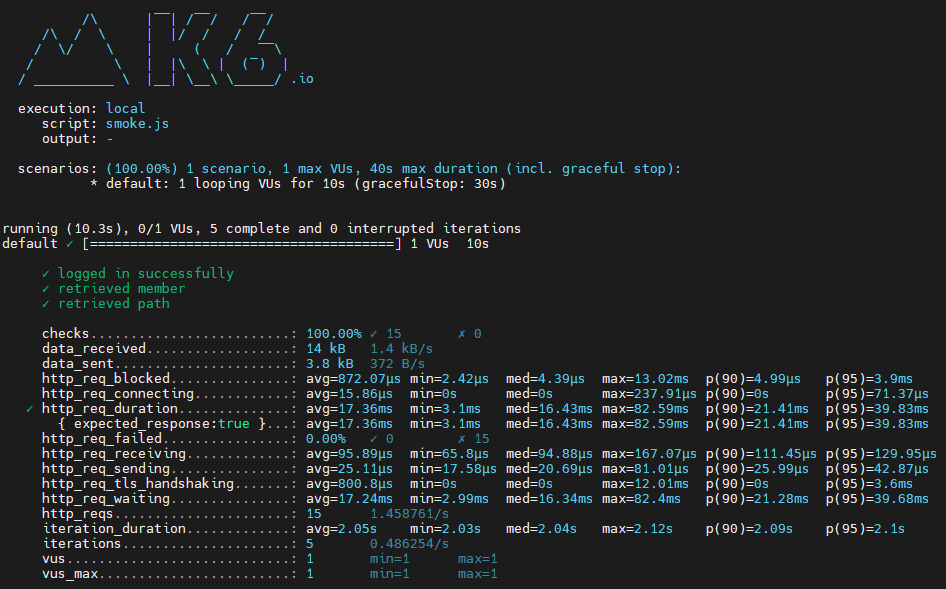 K6 .io
execution: local
script: smoke.js
output: -
scenarios: (100.00%) 1 scenario, 1 max VUs, 40s max duration (incl. graceful stop):
* default: 1 looping VUs for 10s (gracefulStop: 30s)
running (10.3s), 0/1 VUs, 5 complete and 0 interrupted iterations
default ✓ [======================================] 1 VUs  10s
✓ logged in successfully
✓ retrieved member
✓ retrieved path
checks.........................: 100.00% ✓ 15       ✗ 0
data_received..................: 14 kB   1.4 kB/s
data_sent......................: 3.8 kB  372 B/s
http_req_blocked...............: avg=872.07µs min=2.42µs  med=4.39µs  max=13.02ms  p(90)=4.99µs   p(95)=3.9ms
http_req_connecting............: avg=15.86µs  min=0s      med=0s      max=237.91µs p(90)=0s       p(95)=71.37µs
✓ http_req_duration..............: avg=17.36ms  min=3.1ms   med=16.43ms max=82.59ms  p(90)=21.41ms  p(95)=39.83ms
{ expected_response:true }...: avg=17.36ms  min=3.1ms   med=16.43ms max=82.59ms  p(90)=21.41ms  p(95)=39.83ms
http_req_failed................: 0.00%   ✓ 0        ✗ 15
http_req_receiving.............: avg=95.89µs  min=65.8µs  med=94.88µs max=167.07µs p(90)=111.45µs p(95)=129.95µs
http_req_sending...............: avg=25.11µs  min=17.58µs med=20.69µs max=81.01µs  p(90)=25.99µs  p(95)=42.87µs
http_req_tls_handshaking.......: avg=800.8µs  min=0s      med=0s      max=12.01ms  p(90)=0s       p(95)=3.6ms
http_req_waiting...............: avg=17.24ms  min=2.99ms  med=16.34ms max=82.4ms   p(90)=21.28ms  p(95)=39.68ms
http_reqs......................: 15      1.458761/s
iteration_duration.............: avg=2.05s    min=2.03s   med=2.04s   max=2.12s    p(90)=2.09s    p(95)=2.1s
iterations.....................: 5       0.486254/s
vus............................: 1       min=1      max=1
vus_max........................: 1       min=1      max=1